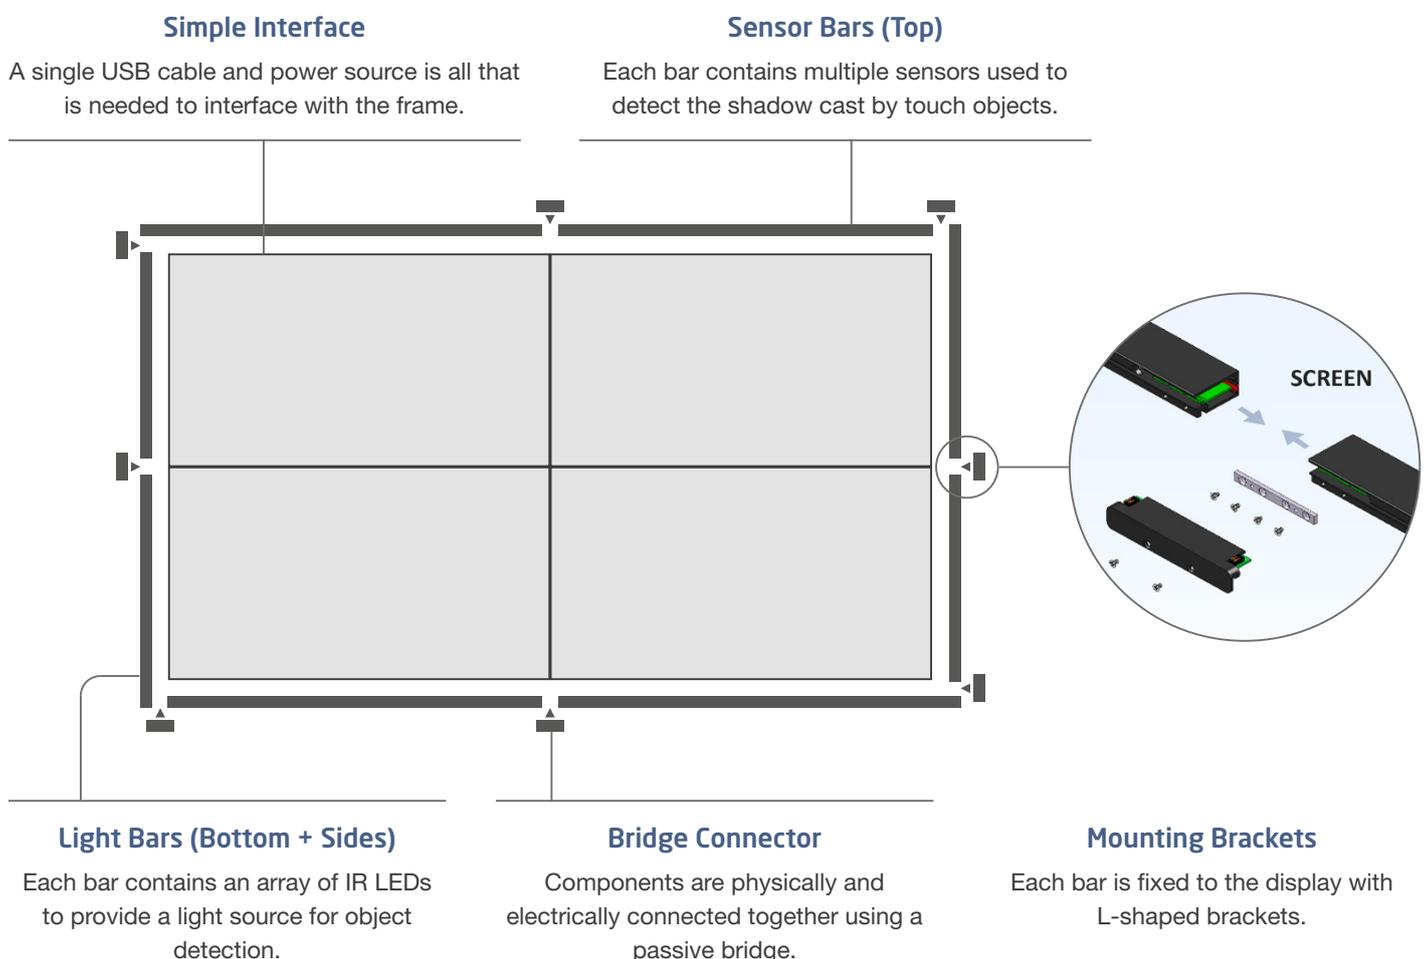 Simple Interface
A single USB cable and power source is all that
is needed to interface with the frame.
Sensor Bars (Top)
Each bar contains multiple sensors used to
detect the shadow cast by touch objects.
SCREEN
Light Bars (Bottom + Sides)
Each bar contains an array of IR LEDs
to provide a light source for object
detection.
Bridge Connector
Components are physically and
electrically connected together using a
passive bridge.
Mounting Brackets
Each bar is fixed to the display with
L-shaped brackets.